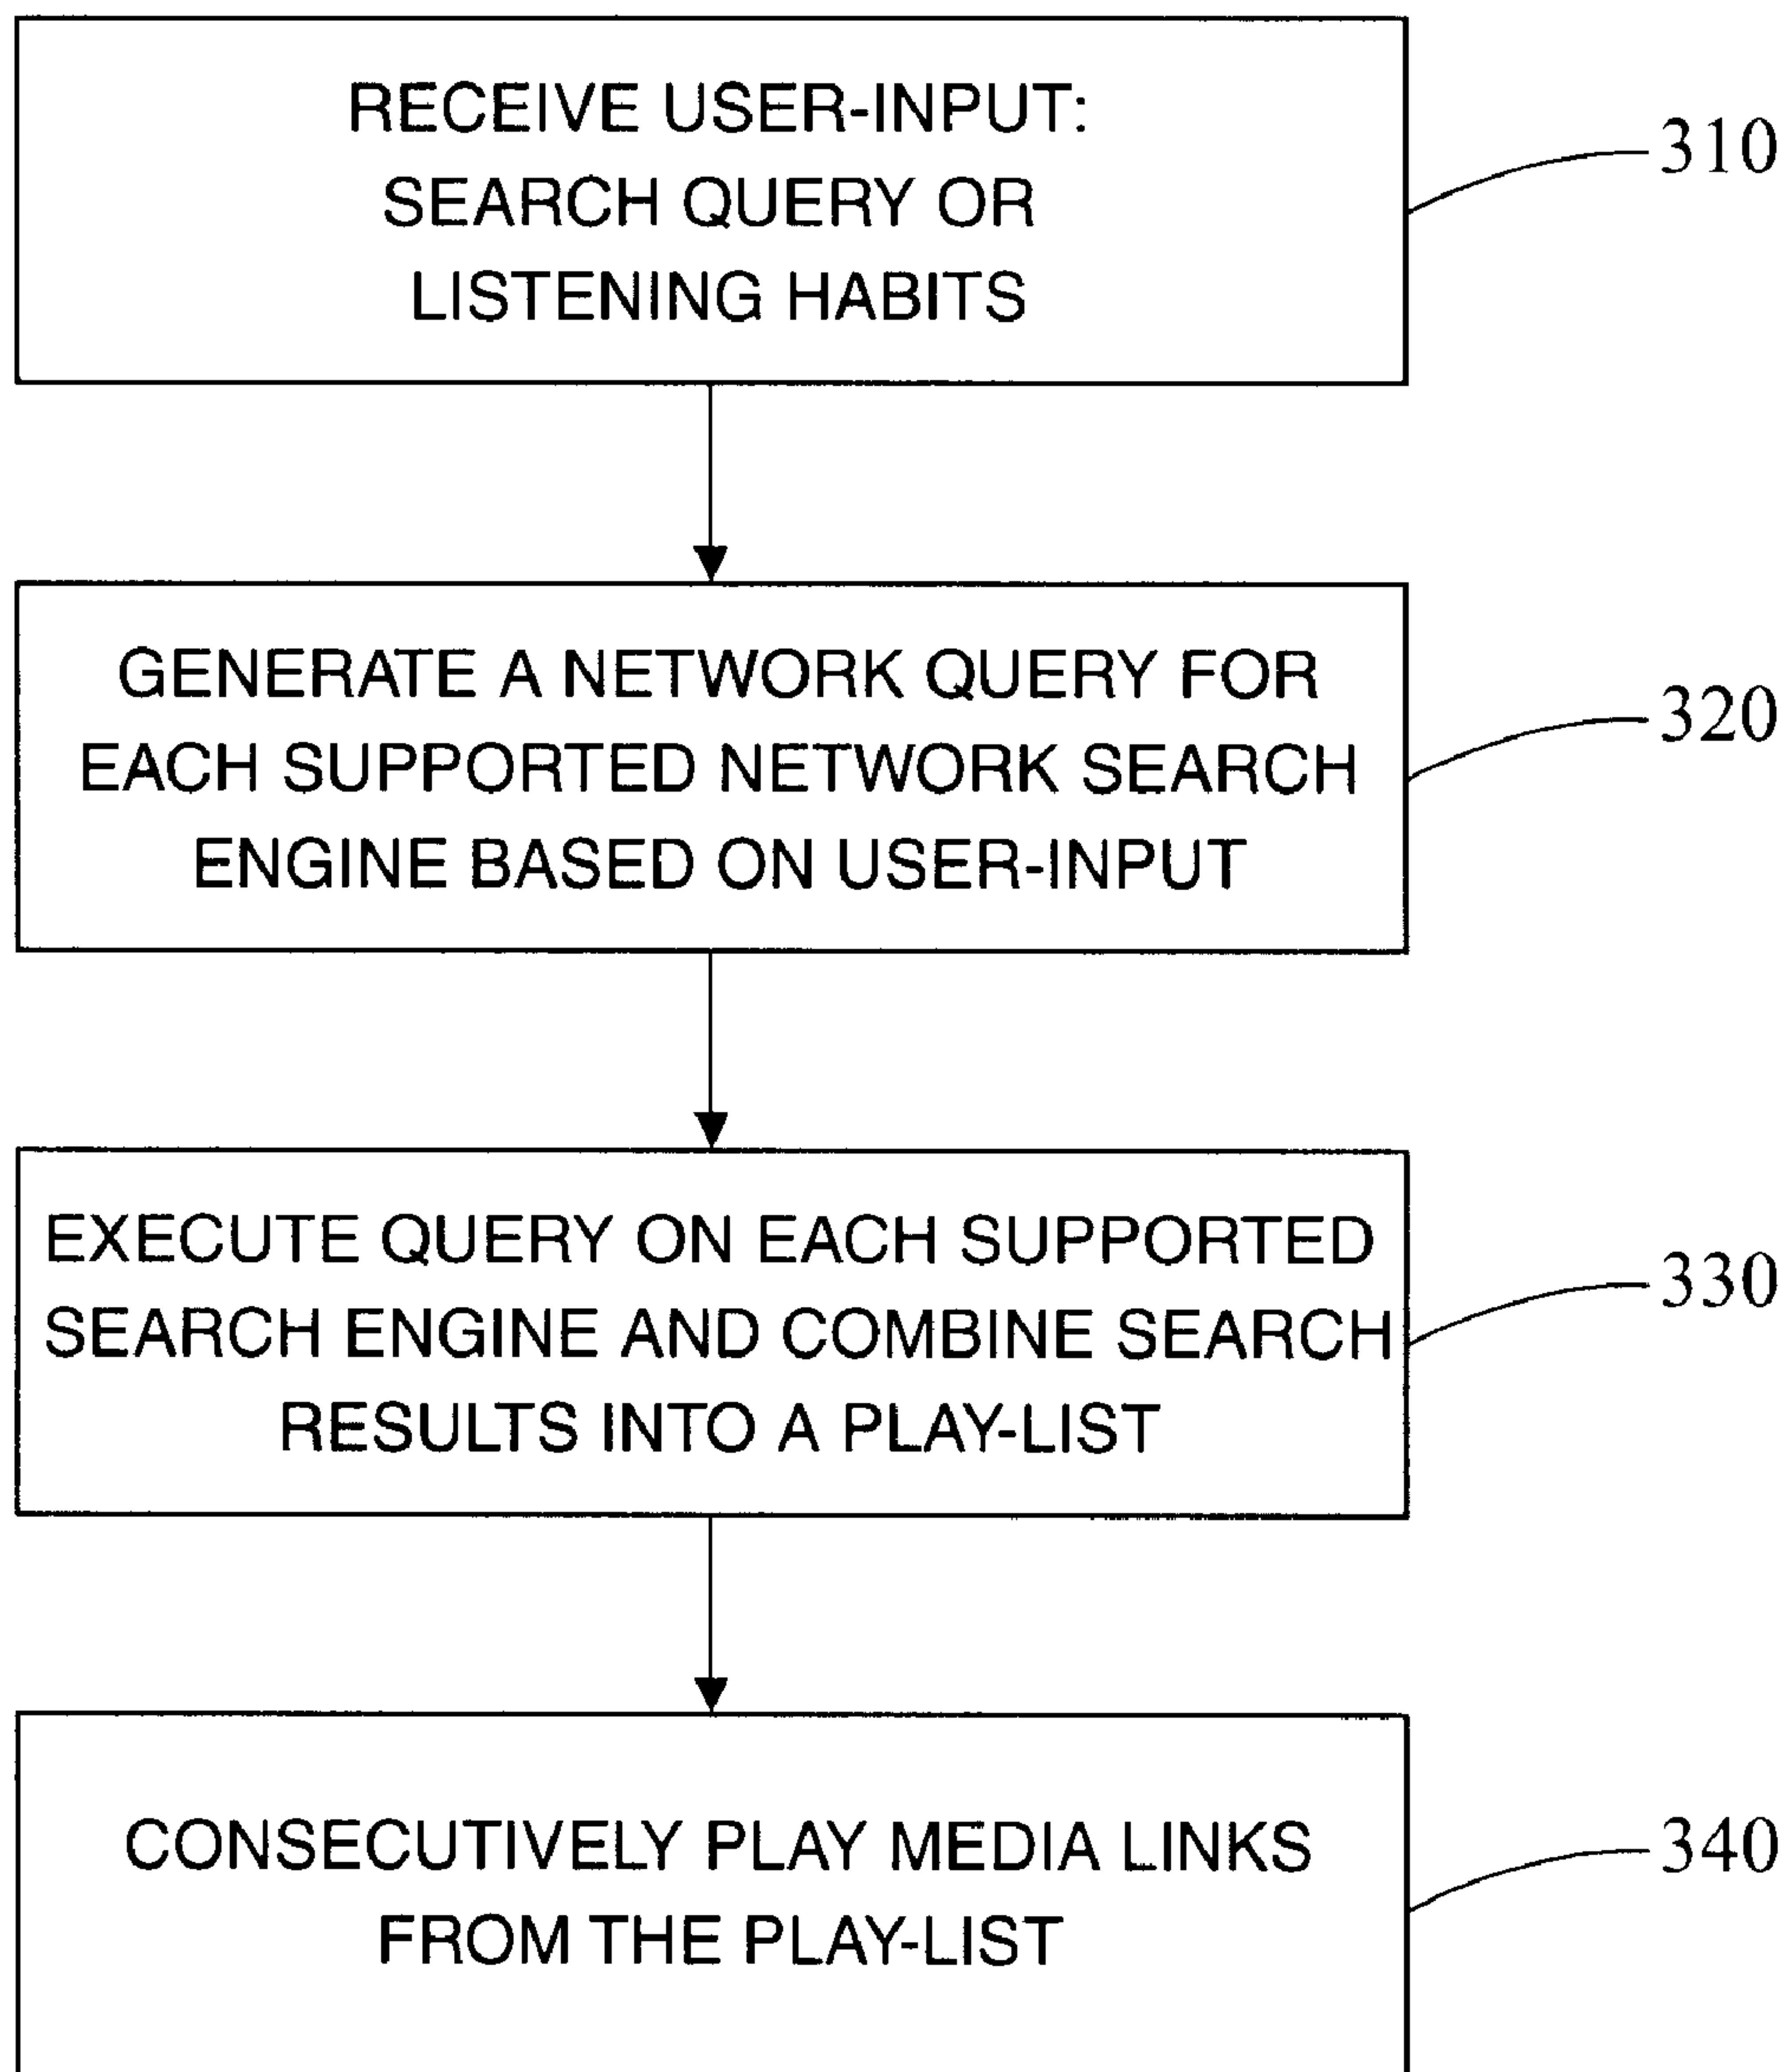 RECEIVE USER-INPUT:
SEARCH QUERY OR
LISTENING HABITS
310
GENERATE A NETWORK QUERY FOR
EACH SUPPORTED NETWORK SEARCH
ENGINE BASED ON USER-INPUT
320
EXECUTE QUERY ON EACH SUPPORTED
SEARCH ENGINE AND COMBINE SEARCH
RESULTS INTO A PLAY-LIST
330
CONSECUTIVELY PLAY MEDIA LINKS
FROM THE PLAY-LIST
340